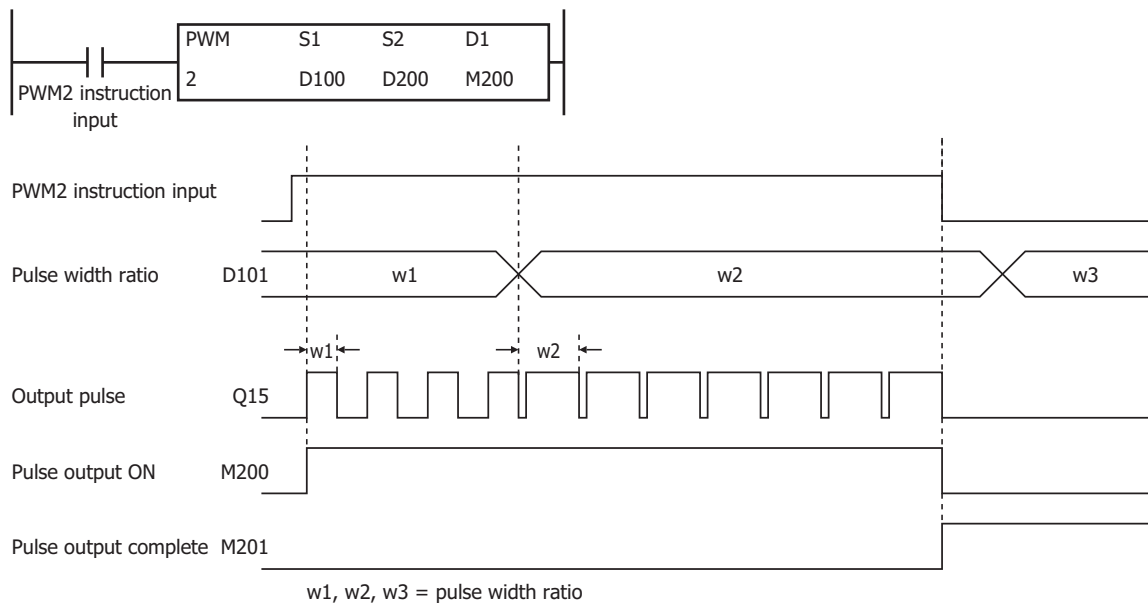 PWM S1 S2 D1
2 D100 D200 M200
PWM2 instruction
input
PWM2 instruction input
Pulse width ratio D101 w1 w2 w3
w1 w2
Output pulse Q15
Pulse output ON M200
Pulse output complete M201
w1, w2, w3 = pulse width ratio